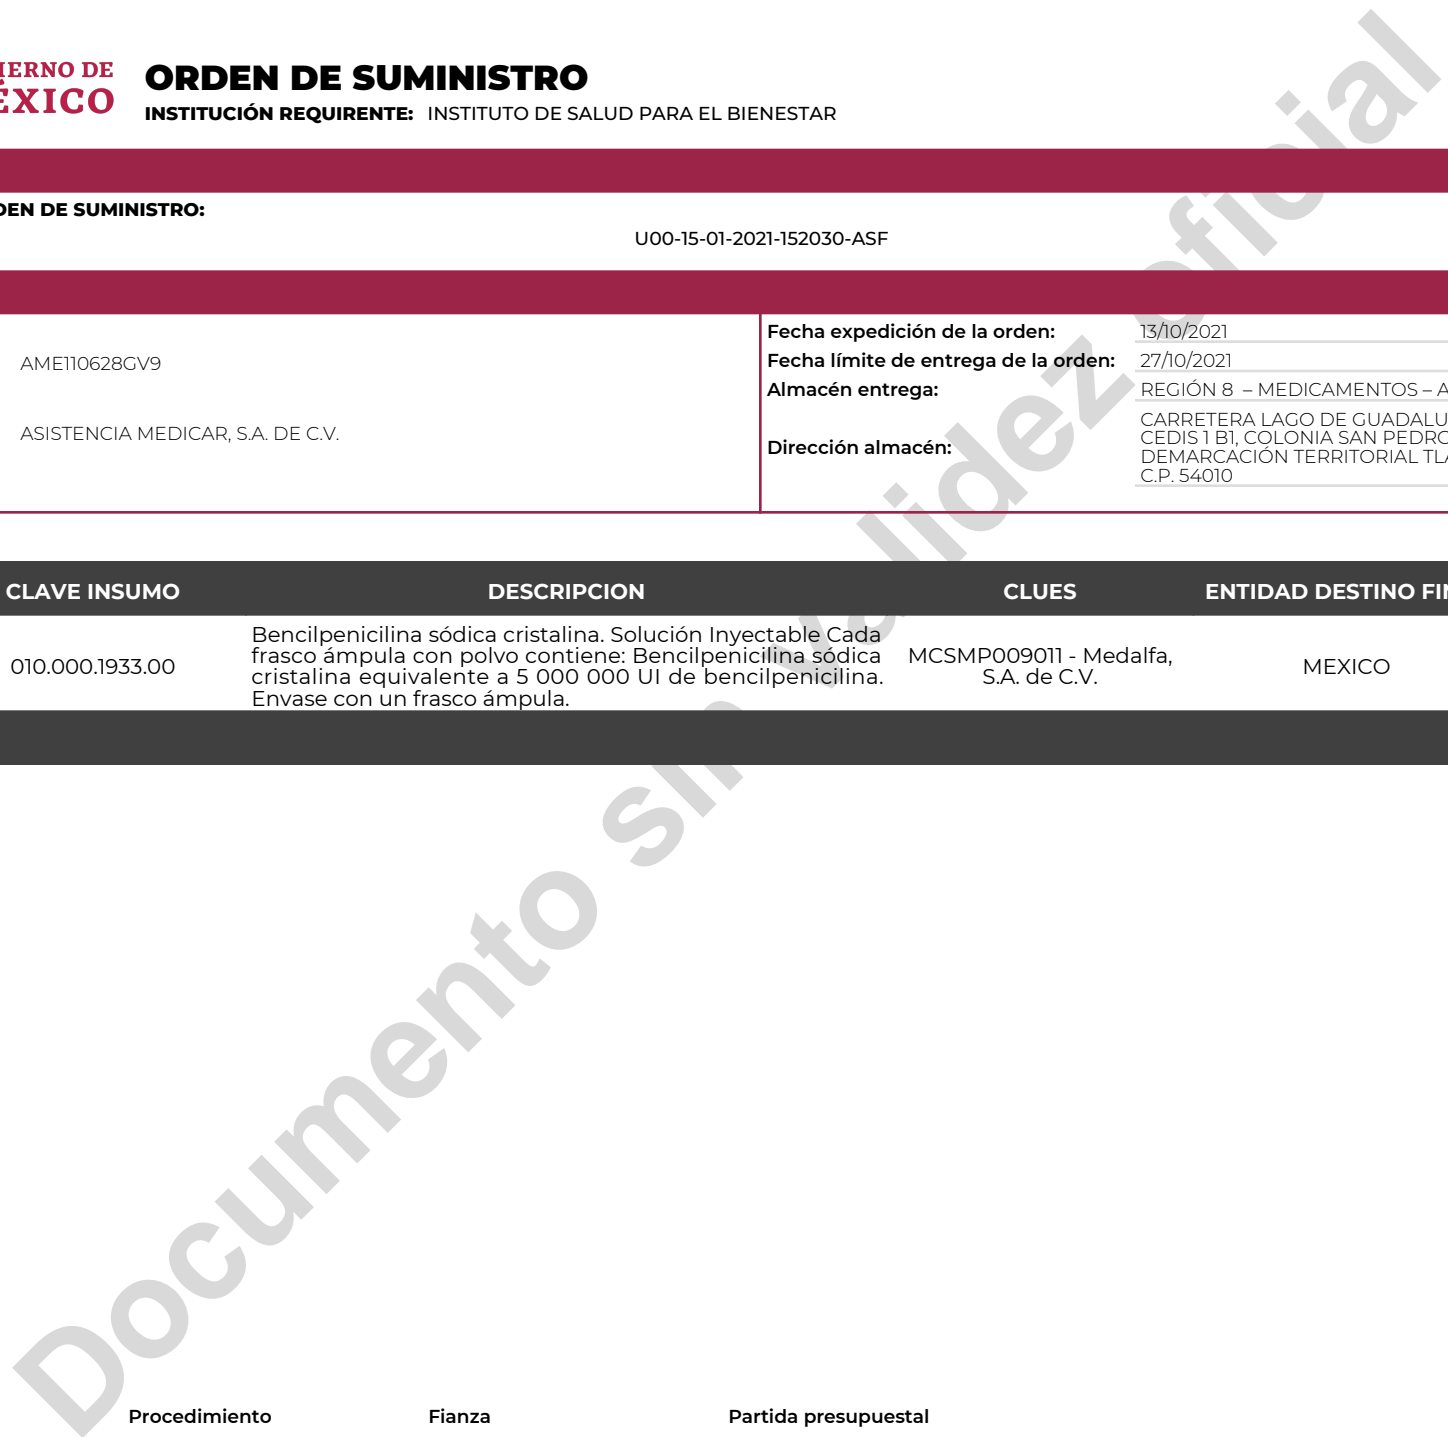 IERNO DE
ÉXICO
ORDEN DE SUMINISTRO
INSTITUCIÓN REQUIRENTE: INSTITUTO DE SALUD PARA EL BIENESTAR
DEN DE SUMINISTRO:
U00-15-01-2021-152030-ASF
AME110628GV9
ASISTENCIA MEDICAR, S.A. DE C.V.
Fecha expedición de la orden: 13/10/2021
Fecha límite de entrega de la orden: 27/10/2021
Almacén entrega: REGIÓN 8 – MEDICAMENTOS – A
Dirección almacén:
CARRETERA LAGO DE GUADALU
CEDIS 1 B1, COLONIA SAN PEDRO
DEMARCACIÓN TERRITORIAL TLA
C.P. 54010
CLAVE INSUMO DESCRIPCION CLUES ENTIDAD DESTINO FIN
010.000.1933.00
Bencilpenicilina sódica cristalina. Solución Inyectable Cada
frasco ámpula con polvo contiene: Bencilpenicilina sódica
cristalina equivalente a 5 000 000 UI de bencilpenicilina.
Envase con un frasco ámpula.
MCSMP009011 - Medalfa,
S.A. de C.V.
MEXICO
Documento sin validez oficial
Procedimiento Fianza Partida presupuestal